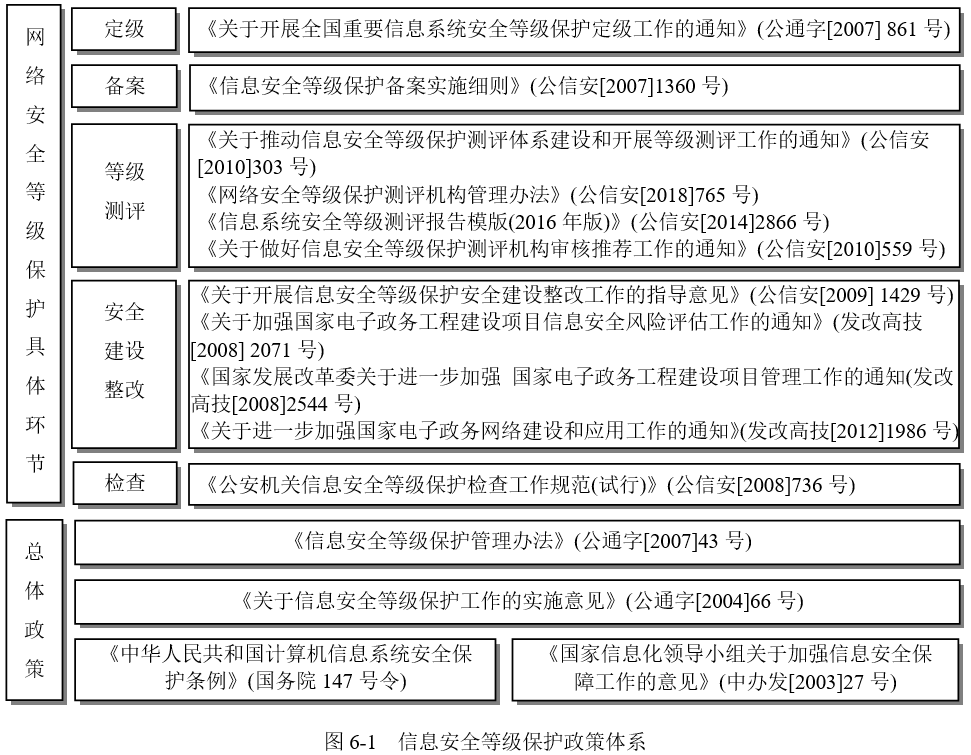 网络安全等级保护具体环节
定级
《关于开展全国重要信息系统安全等级保护定级工作的通知》(公通字[2007] 861 号)
备案
《信息安全等级保护备案实施细则》(公信安[2007]1360 号)
等级
测评
《关于推动信息安全等级保护测评体系建设和开展等级测评工作的通知》(公信安
[2010]303 号)
《网络安全等级保护测评机构管理办法》(公信安[2018]765 号)
《信息系统安全等级测评报告模版(2016 年版)》(公信安[2014]2866 号)
《关于做好信息安全等级保护测评机构审核推荐工作的通知》(公信安[2010]559 号)
安全
建设
整改
《关于开展信息安全等级保护安全建设整改工作的指导意见》(公信安[2009] 1429 号)
《关于加强国家电子政务工程建设项目信息安全风险评估工作的通知》(发改高技
[2008] 2071 号)
《国家发展改革委关于进一步加强 国家电子政务工程建设项目管理工作的通知(发改
高技[2008]2544 号)
《关于进一步加强国家电子政务网络建设和应用工作的通知》(发改高技[2012]1986 号)
检查
《公安机关信息安全等级保护检查工作规范(试行)》(公信安[2008]736 号)
总体政策
《信息安全等级保护管理办法》(公通字[2007]43 号)
《关于信息安全等级保护工作的实施意见》(公通字[2004]66 号)
《中华人民共和国计算机信息系统安全保
护条例》(国务院 147 号令)
《国家信息化领导小组关于加强信息安全保
障工作的意见》(中办发[2003]27 号)
图 6-1 信息安全等级保护政策体系